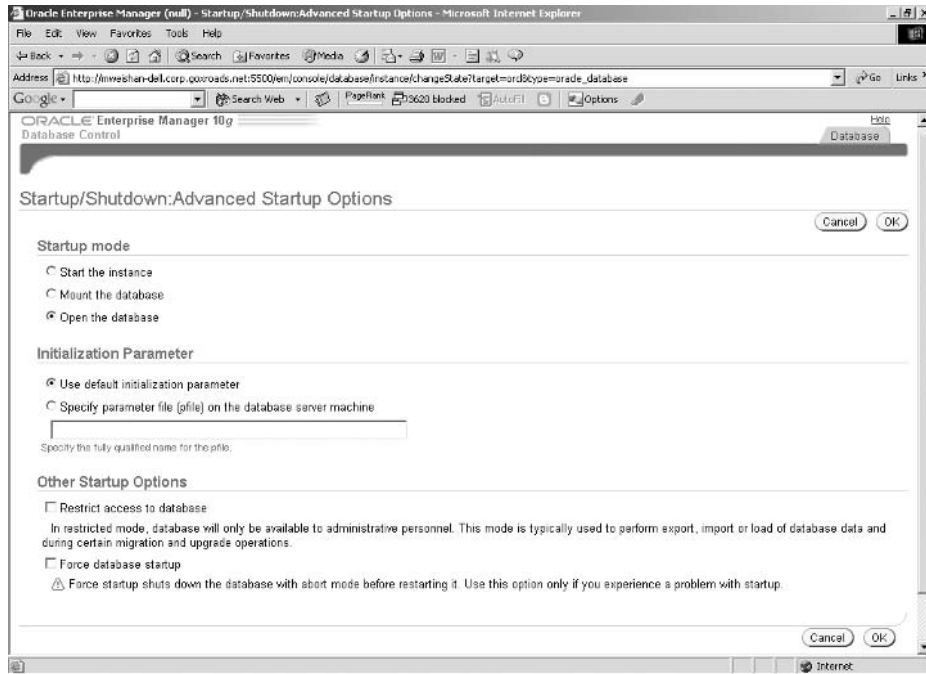 Oracle Enterprise Manager (null) - Startup/Shutdown:Advanced Startup Options - Microsoft Internet Explorer
File Edit View Favorites Tools Help
Back Search Favorites Media
Address http://mweishan-dell.corp.goxroads.net:5500/em/console/database/instance/changeState?target=ord&type=oracle_database Go Links »
Google Search Web PageRank 3620 blocked AutoFill Options
ORACLE Enterprise Manager 10g Help
Database Control Database
Startup/Shutdown:Advanced Startup Options
Cancel OK
Startup mode
Start the instance
Mount the database
Open the database
Initialization Parameter
Use default initialization parameter
Specify parameter file (pfile) on the database server machine
Specify the fully qualified name for the pfile.
Other Startup Options
Restrict access to database
In restricted mode, database will only be available to administrative personnel. This mode is typically used to perform export, import or load of database data and
during certain migration and upgrade operations.
Force database startup
Force startup shuts down the database with abort mode before restarting it. Use this option only if you experience a problem with startup.
Cancel OK
Internet